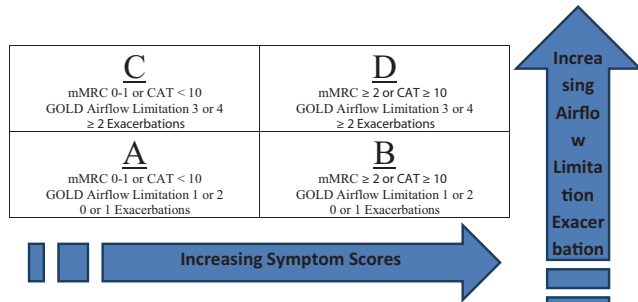 C
mMRC 0-1 or CAT < 10
GOLD Airflow Limitation 3 or 4
≥ 2 Exacerbations
D
mMRC ≥ 2 or CAT ≥ 10
GOLD Airflow Limitation 3 or 4
≥ 2 Exacerbations
A
mMRC 0-1 or CAT < 10
GOLD Airflow Limitation 1 or 2
0 or 1 Exacerbations
B
mMRC ≥ 2 or CAT ≥ 10
GOLD Airflow Limitation 1 or 2
0 or 1 Exacerbations
Increasing Symptom Scores
Increa
sing
Airflo
w
Limita
tion
Exacer
bation